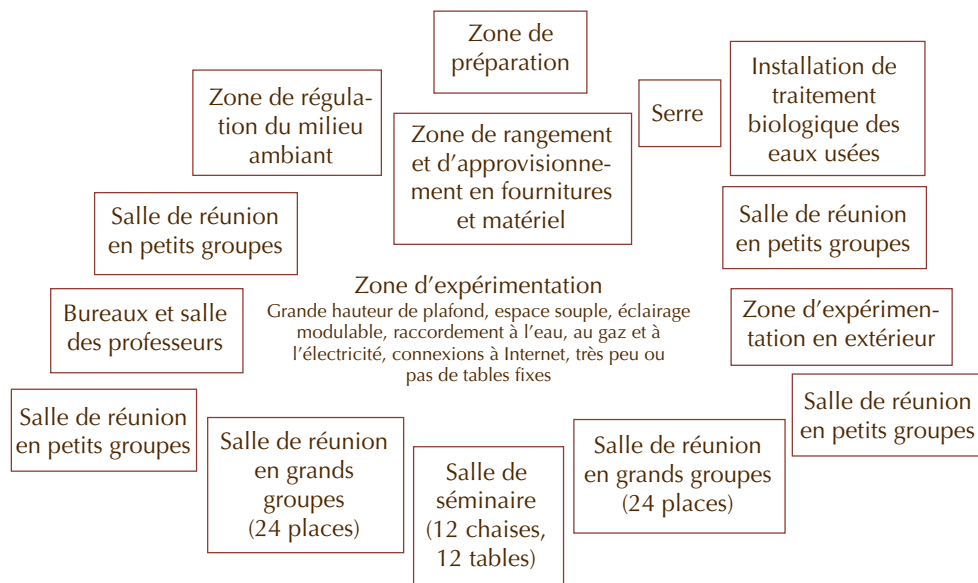 Zone de
préparation
Zone de régula-
tion du milieu
ambiant
Zone de rangement
et d’approvisionne-
ment en fournitures
et matériel
Serre
Installation de
traitement
biologique des
eaux usées
Salle de réunion
en petits groupes
Salle de réunion
en petits groupes
Zone d’expérimentation
Grande hauteur de plafond, espace souple, éclairage
modulable, raccordement à l’eau, au gaz et à
l’électricité, connexions à Internet, très peu ou
pas de tables fixes
Bureaux et salle
des professeurs
Zone d’expérimen-
tation en extérieur
Salle de réunion
en petits groupes
Salle de réunion
en grands
groupes
(24 places)
Salle de
séminaire
(12 chaises,
12 tables)
Salle de réunion
en grands groupes
(24 places)
Salle de réunion
en petits groupes